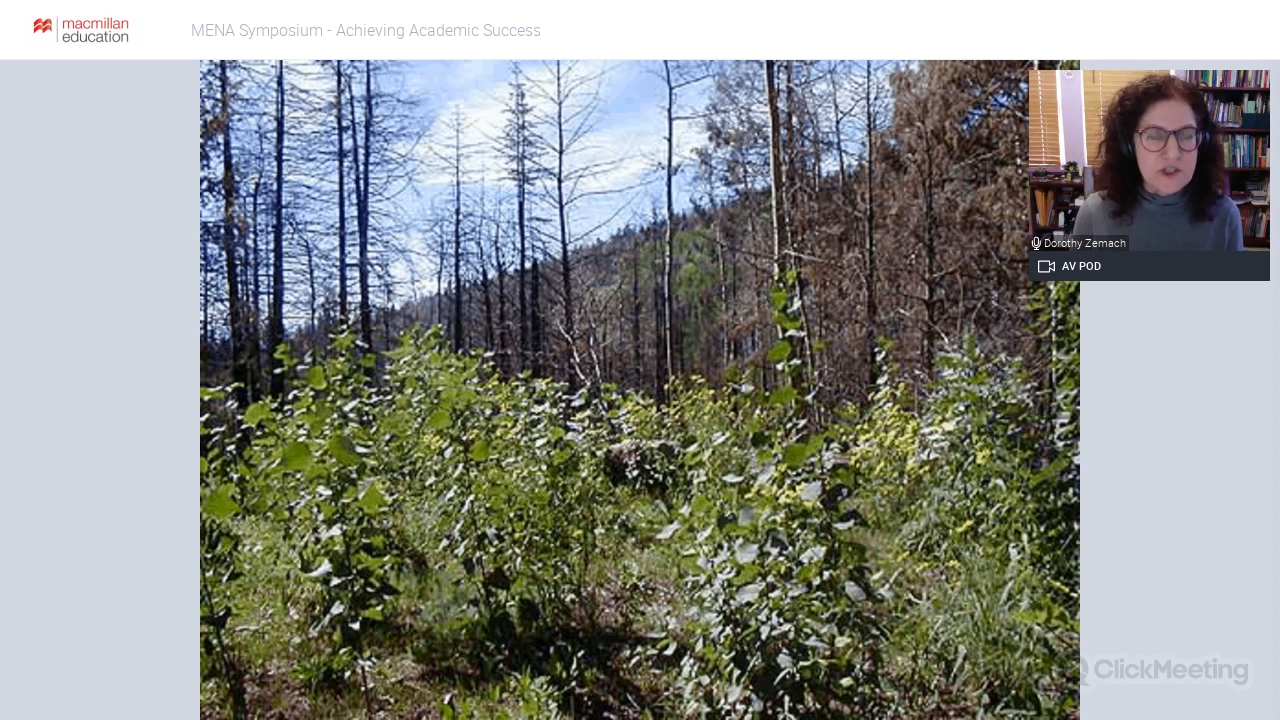 macmillan
education
MENA Symposium - Achieving Academic Success
Dorothy Zemach
AV POD
ClickMeeting